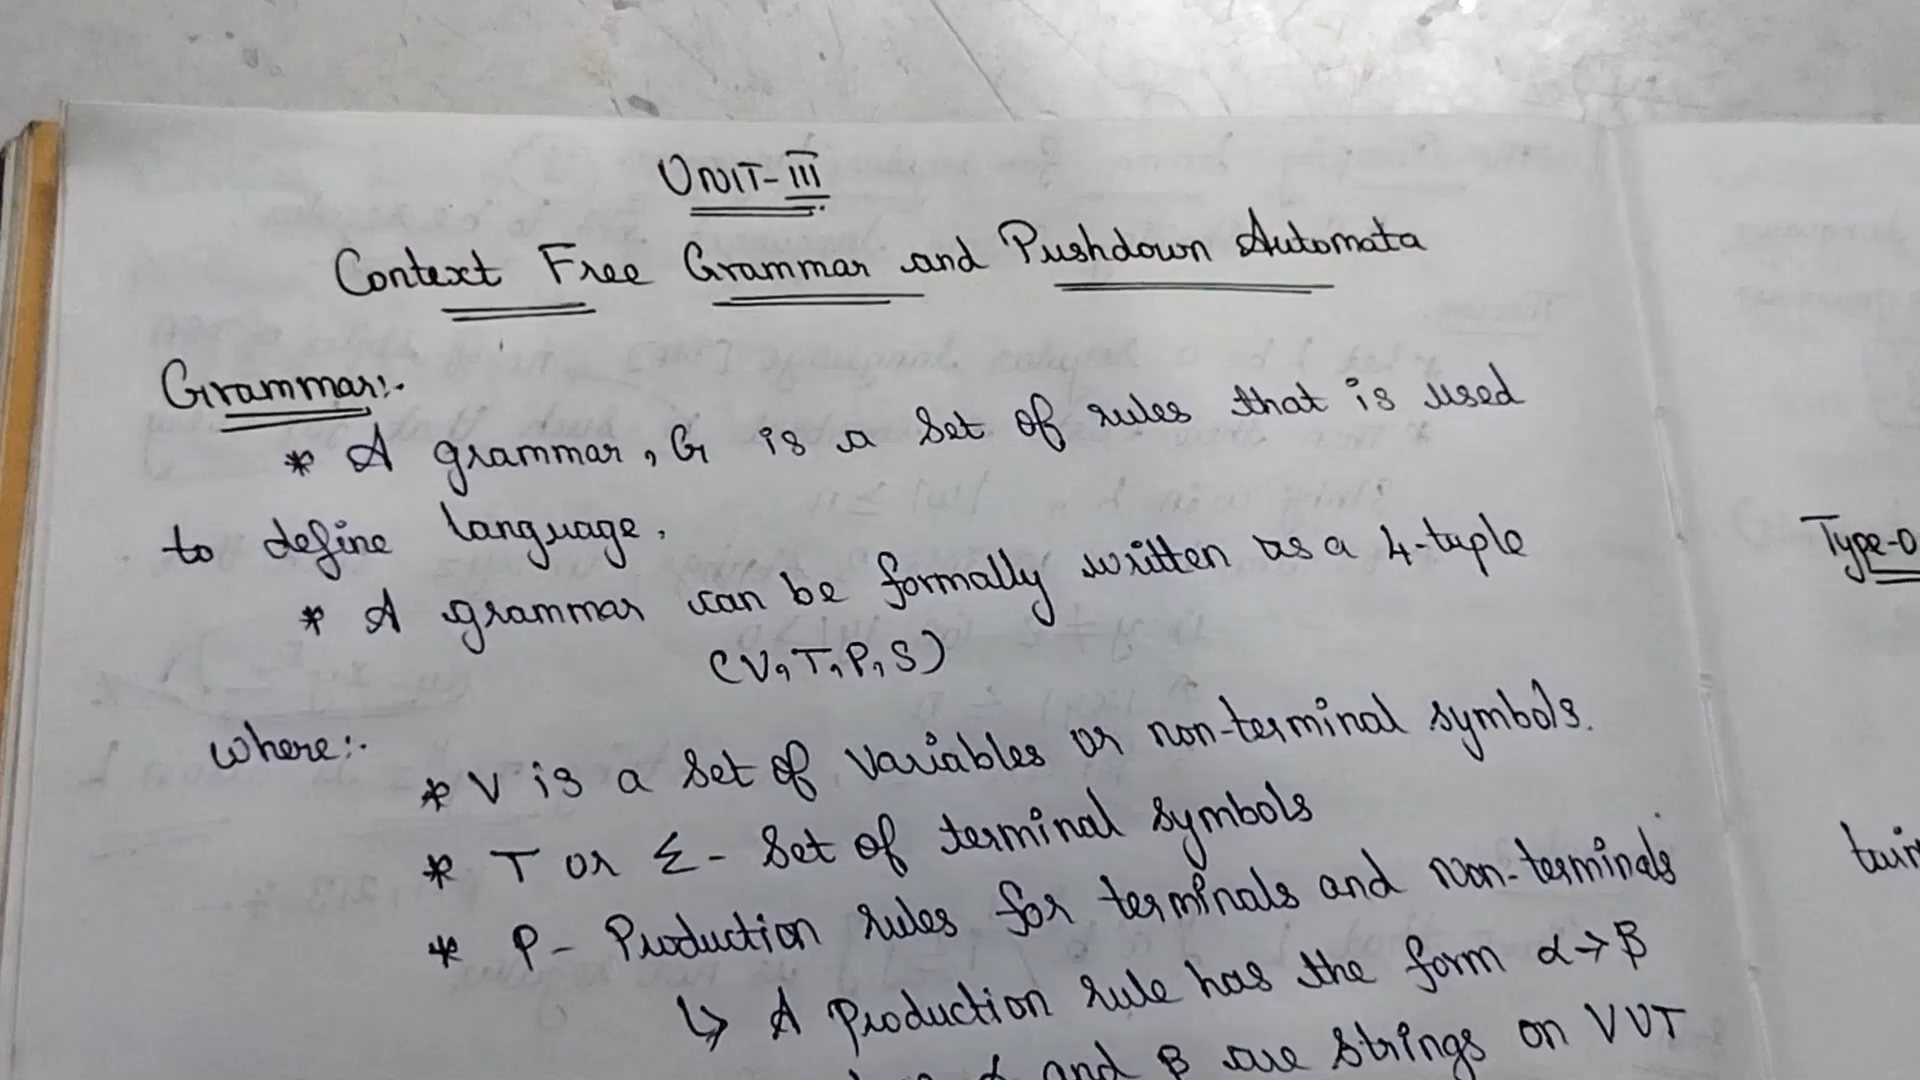 UNIT-III
Context Free Grammar and Pushdown Automata
Grammar:-
* A grammar, G is a set of rules that is used
to define language.
* A grammar can be formally written as a 4-tuple
(V, T, P, S)
where:-
* V is a set of variables or non-terminal symbols.
* T or Σ - set of terminal symbols
* P - Production rules for terminals and non-terminals
↳ A production rule has the form α → β
α and β are strings on V∪T
Type-0